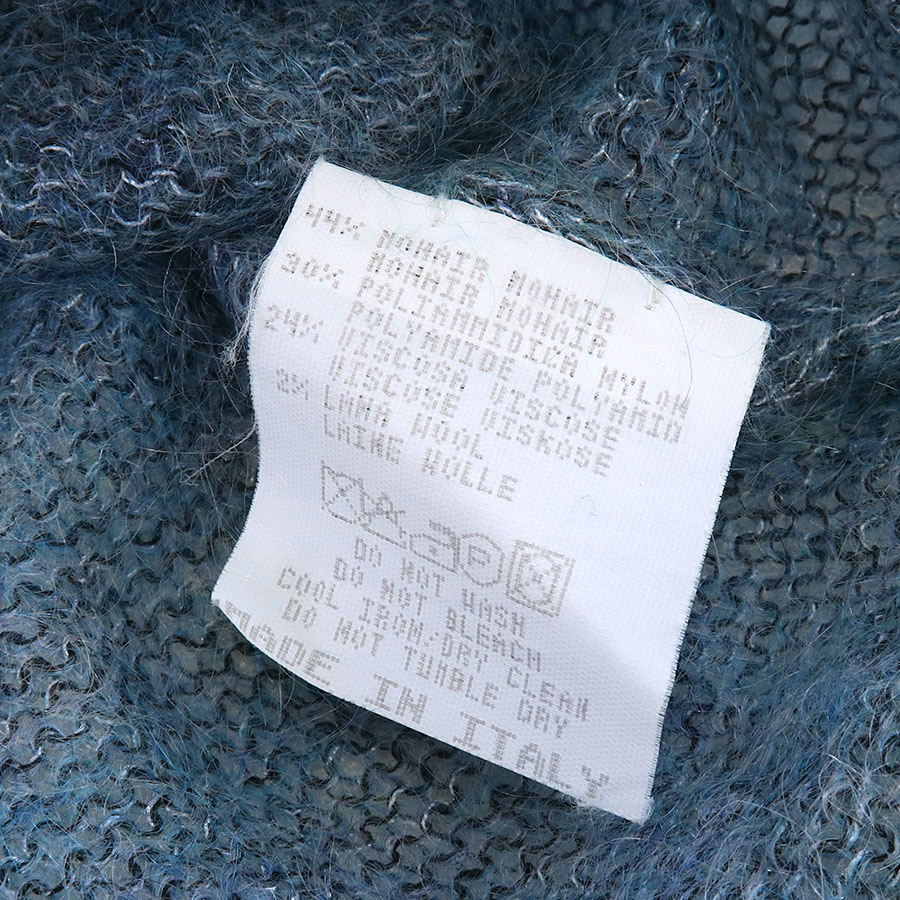 44% MOHAIR MOHAIR
MOHAIR MOHAIR
30% POLIAMMIDICA NYLON
POLYAMIDE POLYAMID
24% VISCOSA VISCOSE
VISCOSE VISKOSE
2% LANA WOOL
LAINE WOLLE
DO NOT WASH
DO NOT BLEACH
COOL IRON/DRY CLEAN
DO NOT TUMBLE DRY
MADE IN ITALY